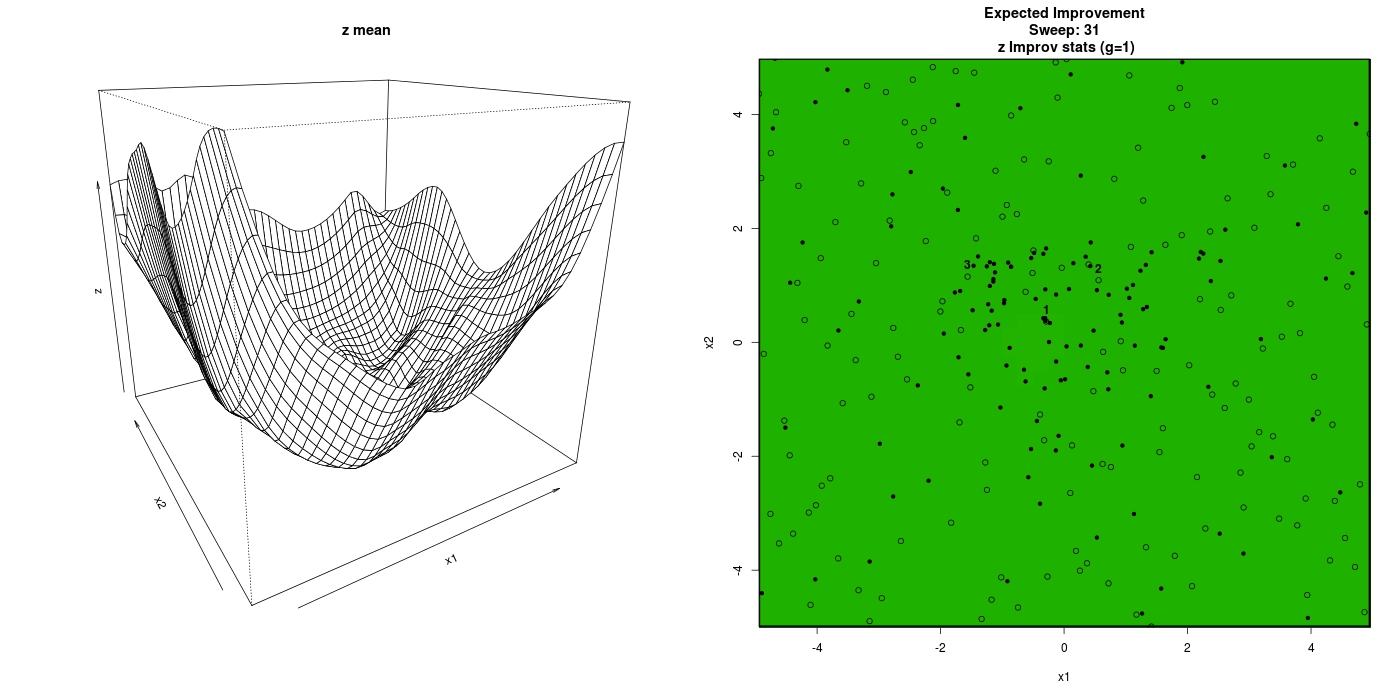 z mean
z
x2
x1
Expected Improvement
Sweep: 31
z Improv stats (g=1)
4
2
0
-2
-4
x2
3
2
1
-4
-2
0
2
4
x1